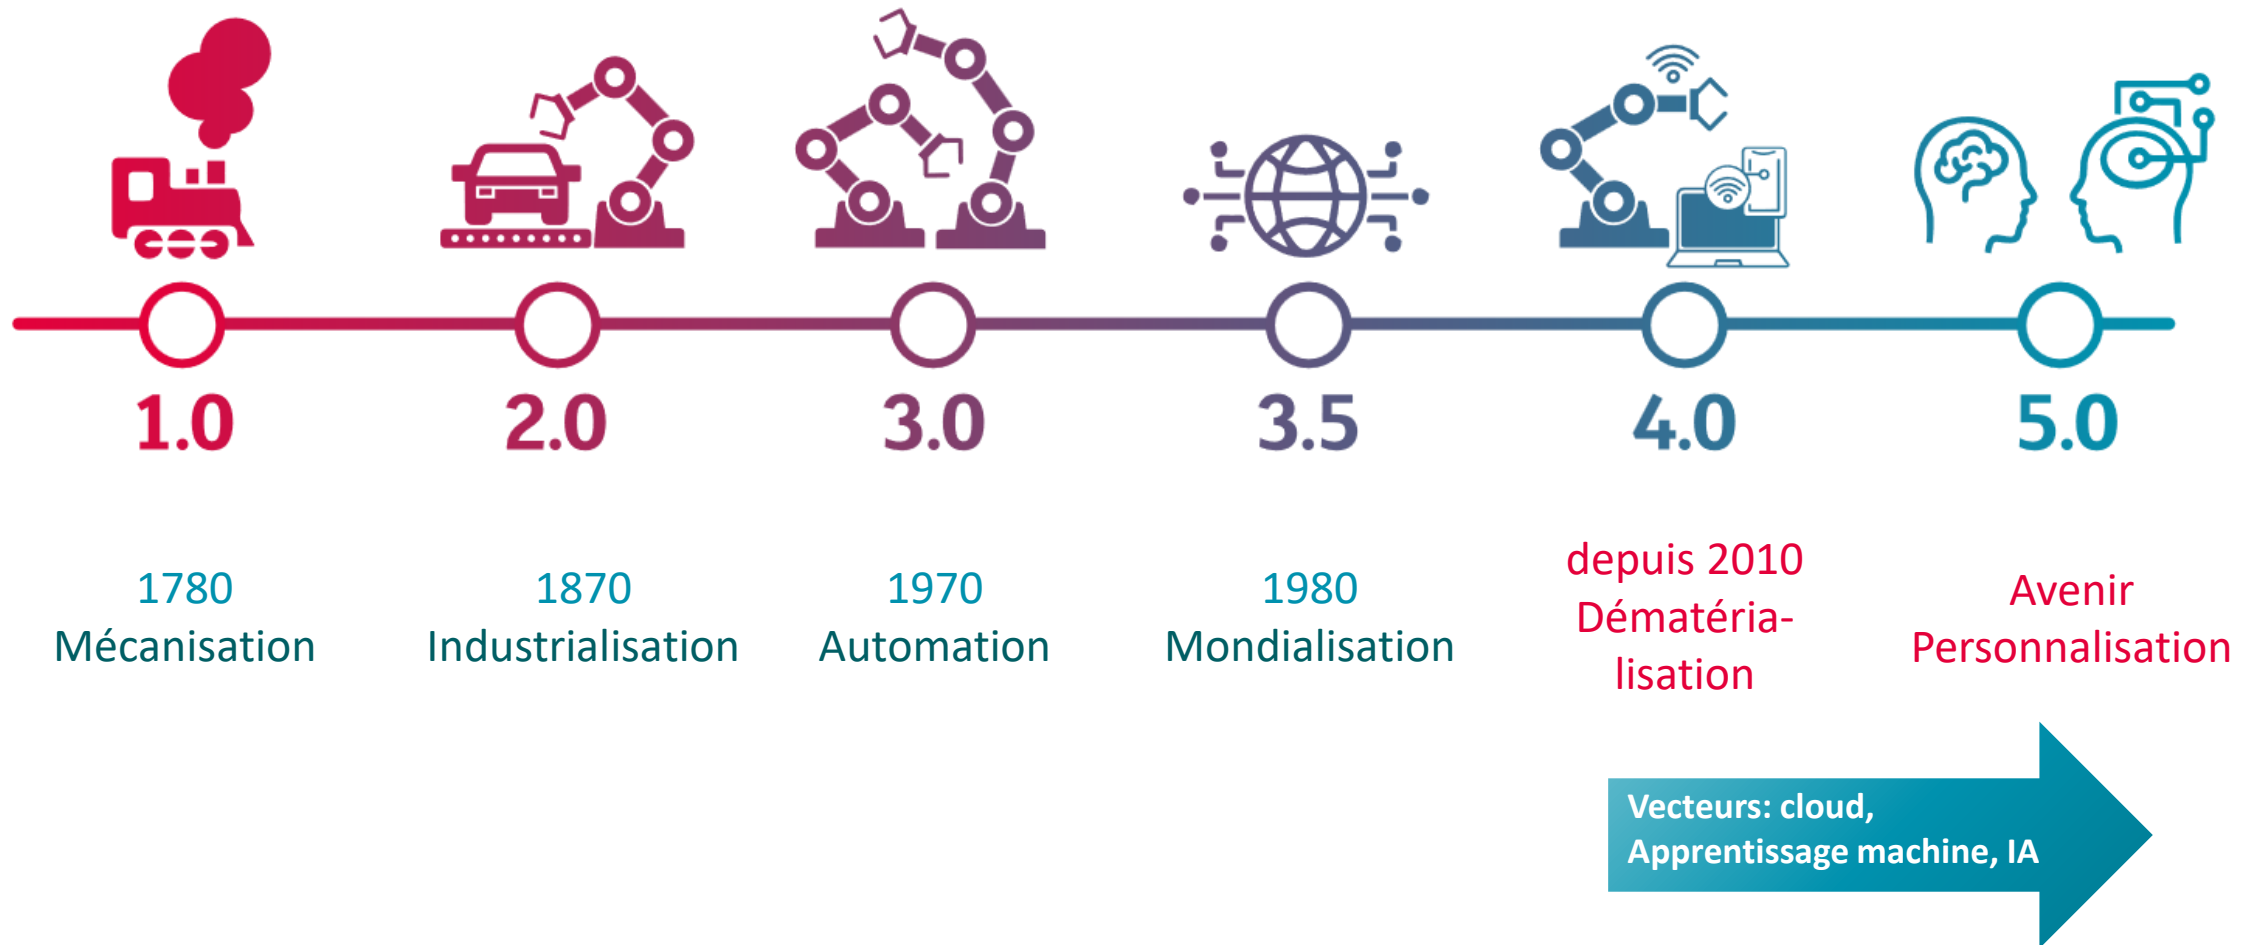 1.0
2.0
3.0
3.5
4.0
5.0
1780
Mécanisation
1870
Industrialisation
1970
Automation
1980
Mondialisation
depuis 2010
Dématéria-
lisation
Avenir
Personnalisation
Vecteurs: cloud,
Apprentissage machine, IA